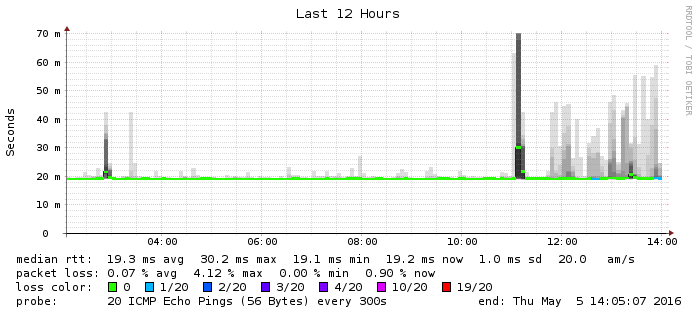 Last 12 Hours
RRDTOOL / TOBI OETIKER
Seconds
70 m
60 m
50 m
40 m
30 m
20 m
10 m
0
04:00 06:00 08:00 10:00 12:00 14:00
median rtt: 19.3 ms avg 30.2 ms max 19.1 ms min 19.2 ms now 1.0 ms sd 20.0 am/s
packet loss: 0.07 % avg 4.12 % max 0.00 % min 0.90 % now
loss color: 0 1/20 2/20 3/20 4/20 10/20 19/20
probe: 20 ICMP Echo Pings (56 Bytes) every 300s end: Thu May 5 14:05:07 2016